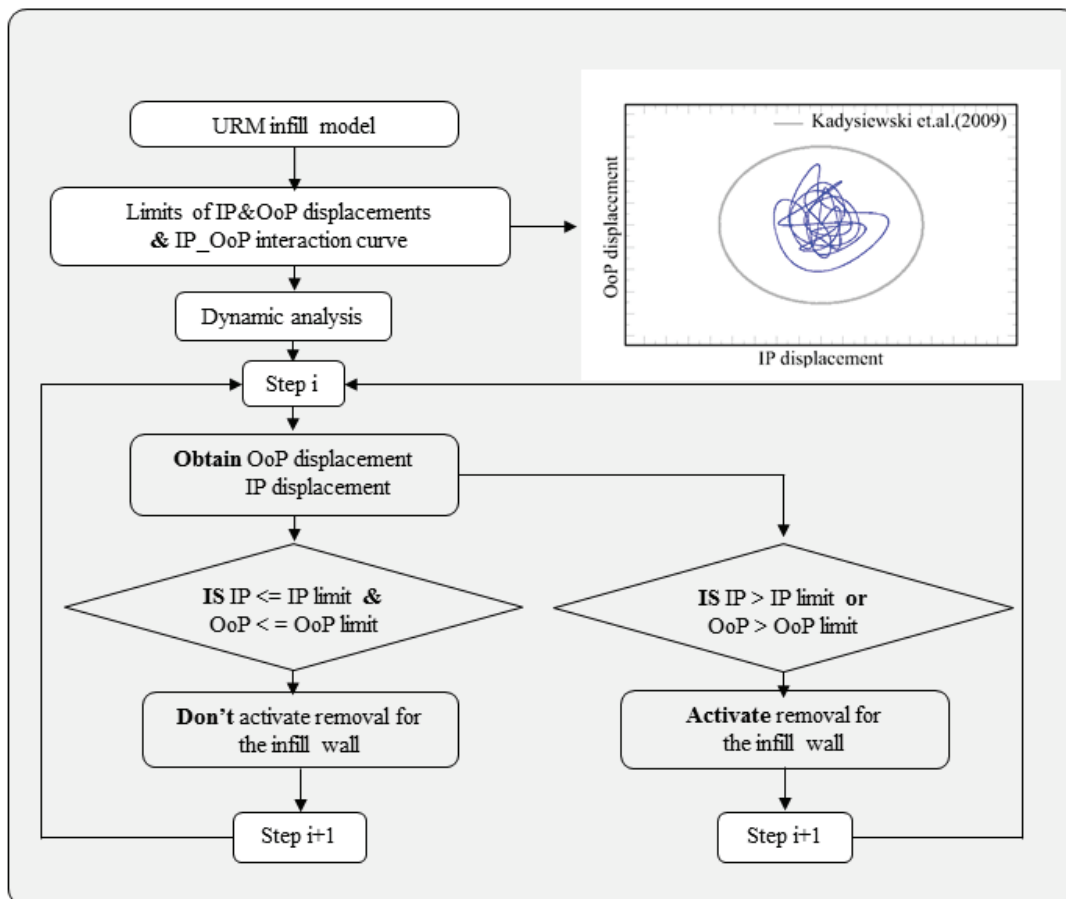 URM infill model
Limits of IP&OoP displacements
& IP_OoP interaction curve
Kadysiewski et.al.(2009)
OoP displacement
IP displacement
Dynamic analysis
Step i
Obtain OoP displacement
IP displacement
IS IP <= IP limit &
OoP < = OoP limit
IS IP > IP limit or
OoP > OoP limit
Don’t activate removal for
the infill wall
Activate removal for
the infill wall
Step i+1
Step i+1